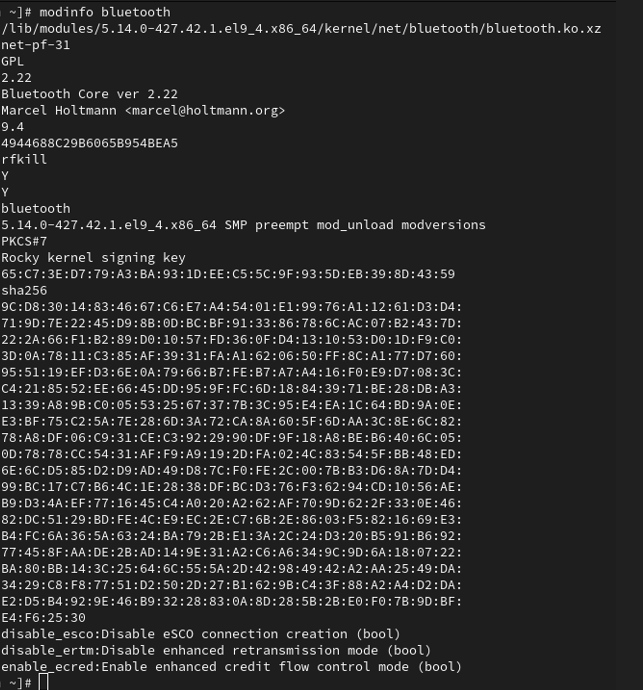 ~]# modinfo bluetooth
/lib/modules/5.14.0-427.42.1.el9_4.x86_64/kernel/net/bluetooth/bluetooth.ko.xz
net-pf-31
GPL
2.22
Bluetooth Core ver 2.22
Marcel Holtmann <marcel@holtmann.org>
9.4
4944688C29B6065B954BEA5
rfkill
Y
Y
bluetooth
5.14.0-427.42.1.el9_4.x86_64 SMP preempt mod_unload modversions
PKCS#7
Rocky kernel signing key
65:C7:3E:D7:79:A3:BA:93:1D:EE:C5:5C:9F:93:5D:EB:39:8D:43:59
sha256
9C:D8:30:14:83:46:67:C6:E7:A4:54:01:E1:99:76:A1:12:61:D3:D4:
71:9D:7E:22:45:D9:8B:0D:BC:BF:91:33:86:78:6C:AC:07:B2:43:7D:
22:2A:66:F1:B2:89:D0:10:57:FD:36:0F:D4:13:10:53:D0:1D:F9:C0:
3D:0A:78:11:C3:85:AF:39:31:FA:A1:62:06:50:FF:8C:A1:77:D7:60:
95:51:19:EF:D3:6E:0A:79:66:B7:FE:B7:A7:A4:16:F0:E9:D7:08:3C:
C4:21:85:52:EE:66:45:DD:95:9F:FC:6D:18:84:39:71:BE:28:DB:A3:
13:39:A8:9B:C0:05:53:25:67:37:7B:3C:95:E4:EA:1C:64:BD:9A:0E:
E3:BF:75:C2:5A:7E:28:6D:3A:72:CA:8A:60:5F:6D:AA:3C:8E:6C:82:
78:A8:DF:06:C9:31:CE:C3:92:29:90:DF:9F:18:A8:BE:B6:40:6C:05:
0D:78:78:CC:54:31:AF:F9:A9:19:2D:FA:02:4C:83:54:5F:BB:48:ED:
6E:6C:D5:85:D2:D9:AD:49:D8:7C:F0:FE:2C:00:7B:B3:D6:8A:7D:D4:
99:BC:17:C7:B6:4C:1E:28:38:DF:BC:D3:76:F3:62:94:CD:10:56:AE:
B9:D3:4A:EF:77:16:45:C4:A0:20:A2:62:AF:70:9D:62:2F:33:0E:46:
82:DC:51:29:BD:FE:4C:E9:EC:2E:C7:6B:2E:86:03:F5:82:16:69:E3:
B4:FC:6A:36:5A:63:24:BA:79:2B:E1:3A:2C:24:D3:20:B5:91:B6:92:
77:45:8F:AA:DE:2B:AD:14:9E:31:A2:C6:A6:34:9C:9D:6A:18:07:22:
BA:80:BB:14:3C:25:64:6C:55:5A:2D:42:98:49:42:A2:AA:25:49:DA:
34:29:C8:F8:77:51:D2:50:2D:27:B1:62:9B:C4:3F:88:A2:A4:D2:DA:
E2:D5:B4:92:9E:46:B9:32:28:83:0A:8D:28:5B:2B:E0:F0:7B:9D:BF:
E4:F6:25:30
disable_esco:Disable eSCO connection creation (bool)
disable_ertm:Disable enhanced retransmission mode (bool)
enable_ecred:Enable enhanced credit flow control mode (bool)
~]#